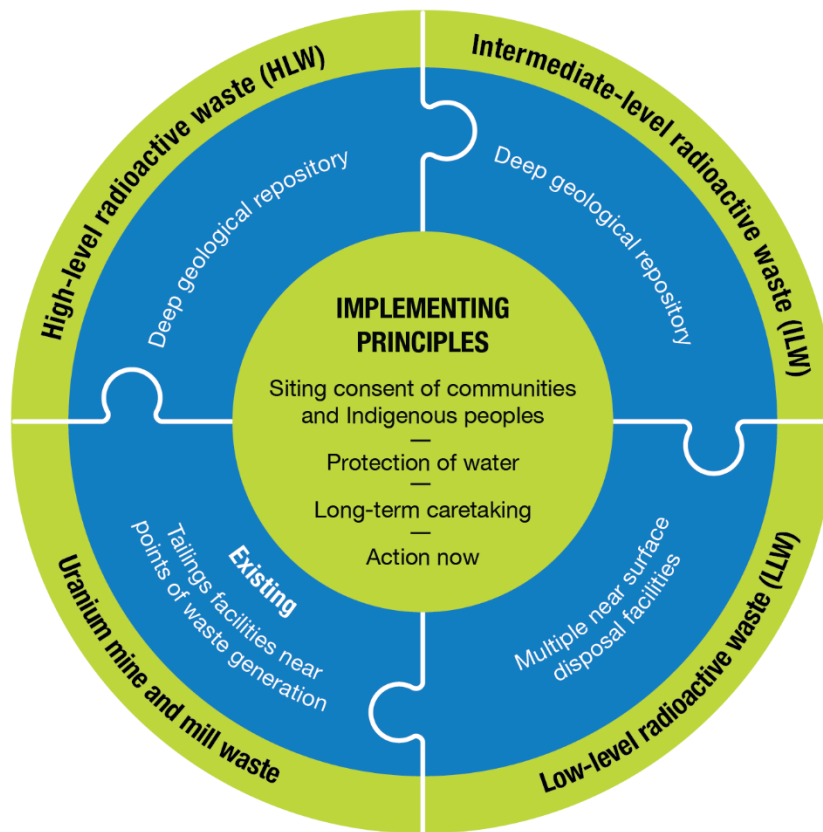 High-level radioactive waste (HLW)
Deep geological repository
Intermediate-level radioactive waste (ILW)
Deep geological repository
IMPLEMENTING
PRINCIPLES
Siting consent of communities
and Indigenous peoples
—
Protection of water
—
Long-term caretaking
—
Action now
Uranium mine and mill waste
Existing
Tailings facilities near
points of waste generation
Low-level radioactive waste (LLW)
Multiple near surface
disposal facilities